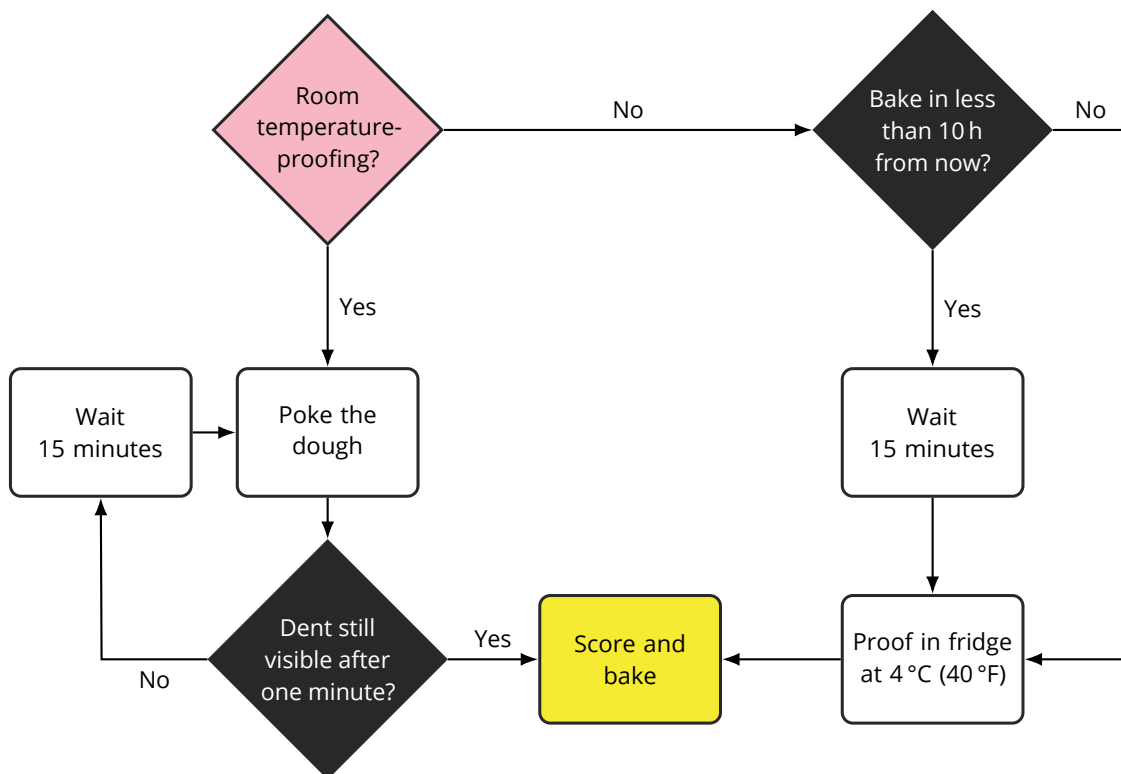 Room
temperature-
proofing?
No
Bake in less
than 10 h
from now?
No
Yes
Yes
Wait
15 minutes
Poke the
dough
Wait
15 minutes
Dent still
visible after
one minute?
No
Yes
Score and
bake
Proof in fridge
at 4 °C (40 °F)